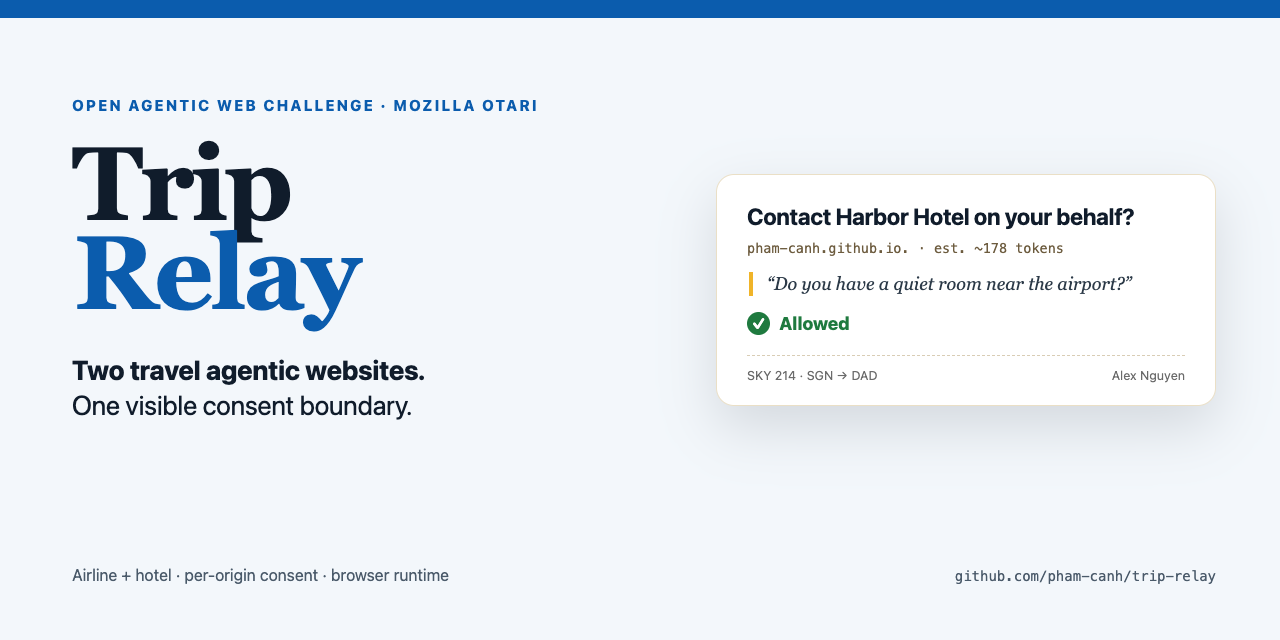 OPEN AGENTIC WEB CHALLENGE · MOZILLA OTARI
Trip
Relay
Two travel agentic websites.
One visible consent boundary.
Contact Harbor Hotel on your behalf?
pham-canh.github.io. · est. ~178 tokens
“Do you have a quiet room near the airport?”
Allowed
SKY 214 · SGN → DAD
Alex Nguyen
Airline + hotel · per-origin consent · browser runtime
github.com/pham-canh/trip-relay